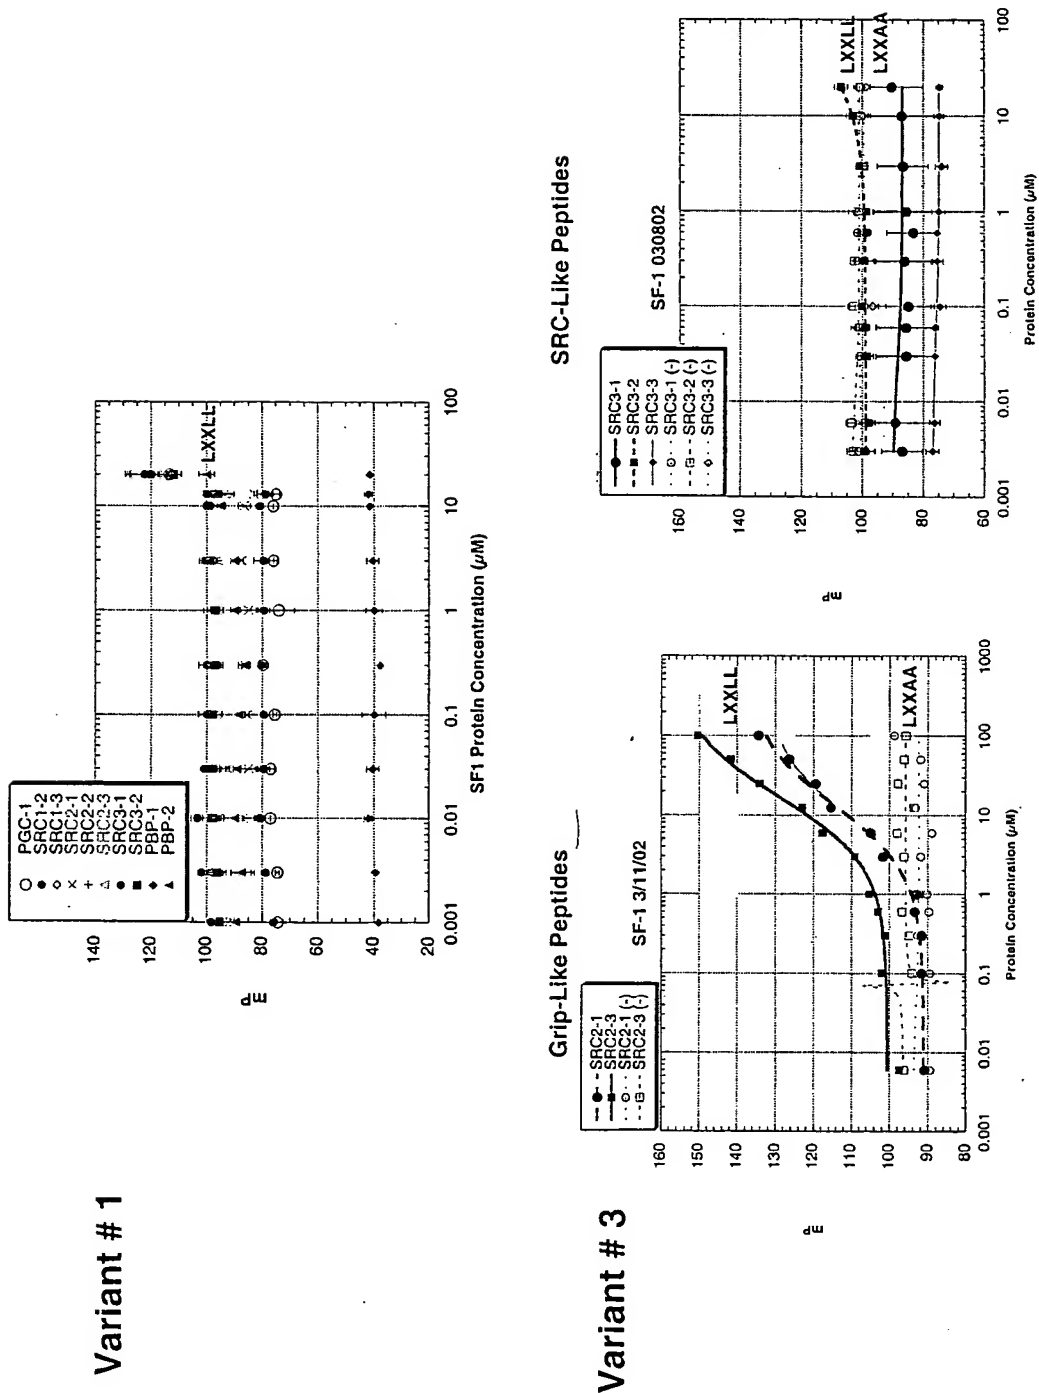 Variant # 1
PGC-1
SRC1-2
SRC1-3
SRC2-1
SRC2-2
SRC2-3
SRC3-1
SRC3-2
PBP-1
PBP-2
LXXLL
mP
140
120
100
80
60
40
20
0.001
0.01
0.1
1
10
100
SF1 Protein Concentration (µM)
Variant # 3
Grip-Like Peptides
SF-1 3/11/02
SRC2-1
SRC2-3
SRC2-1 (-)
SRC2-3 (-)
LXXLL
LXXAA
mP
160
150
140
130
120
110
100
90
80
0.001
0.01
0.1
1
10
100
1000
Protein Concentration (µM)
SRC-Like Peptides
SF-1 030802
SRC3-1
SRC3-2
SRC3-3
SRC3-1 (-)
SRC3-2 (-)
SRC3-3 (-)
LXXLL
LXXAA
mP
160
140
120
100
80
60
0.001
0.01
0.1
1
10
100
Protein Concentration (µM)